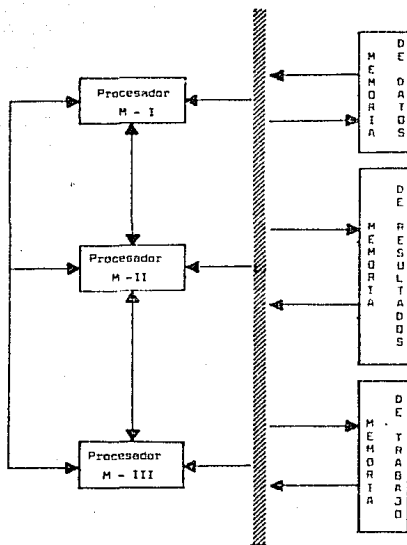 Procesador
M - I
Procesador
M -II
Procesador
M - III
MEMORIA
DE DATOS
MEMORIA
DE RESULTADOS
MEMORIA
DE TRABAJO